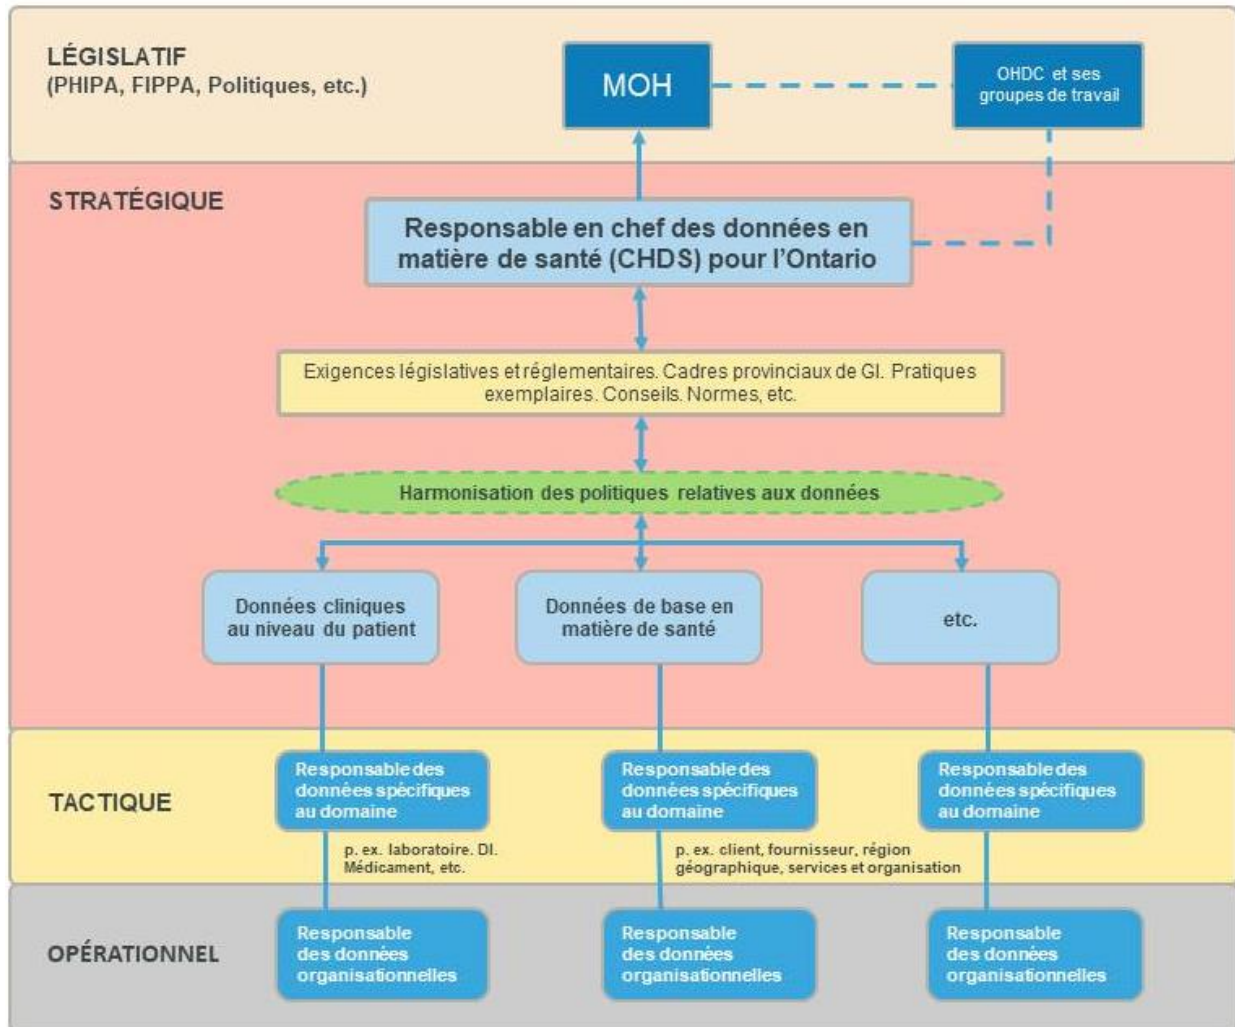 LÉGISLATIF
(PHIPA, FIPPA, Politiques, etc.)
MOH
OHDC et ses
groupes de travail
STRATÉGIQUE
Responsable en chef des données en
matière de santé (CHDS) pour l’Ontario
Exigences législatives et réglementaires. Cadres provinciaux de GI. Pratiques
exemplaires. Conseils. Normes, etc.
Harmonisation des politiques relatives aux données
Données cliniques
au niveau du patient
Données de base en
matière de santé
etc.
TACTIQUE
Responsable des
données spécifiques
au domaine
Responsable des
données spécifiques
au domaine
Responsable des
données spécifiques
au domaine
p. ex. laboratoire. DI.
Médicament, etc.
p. ex. client, fournisseur, région
géographique, services et organisation
OPÉRATIONNEL
Responsable
des données
organisationnelles
Responsable
des données
organisationnelles
Responsable
des données
organisationnelles